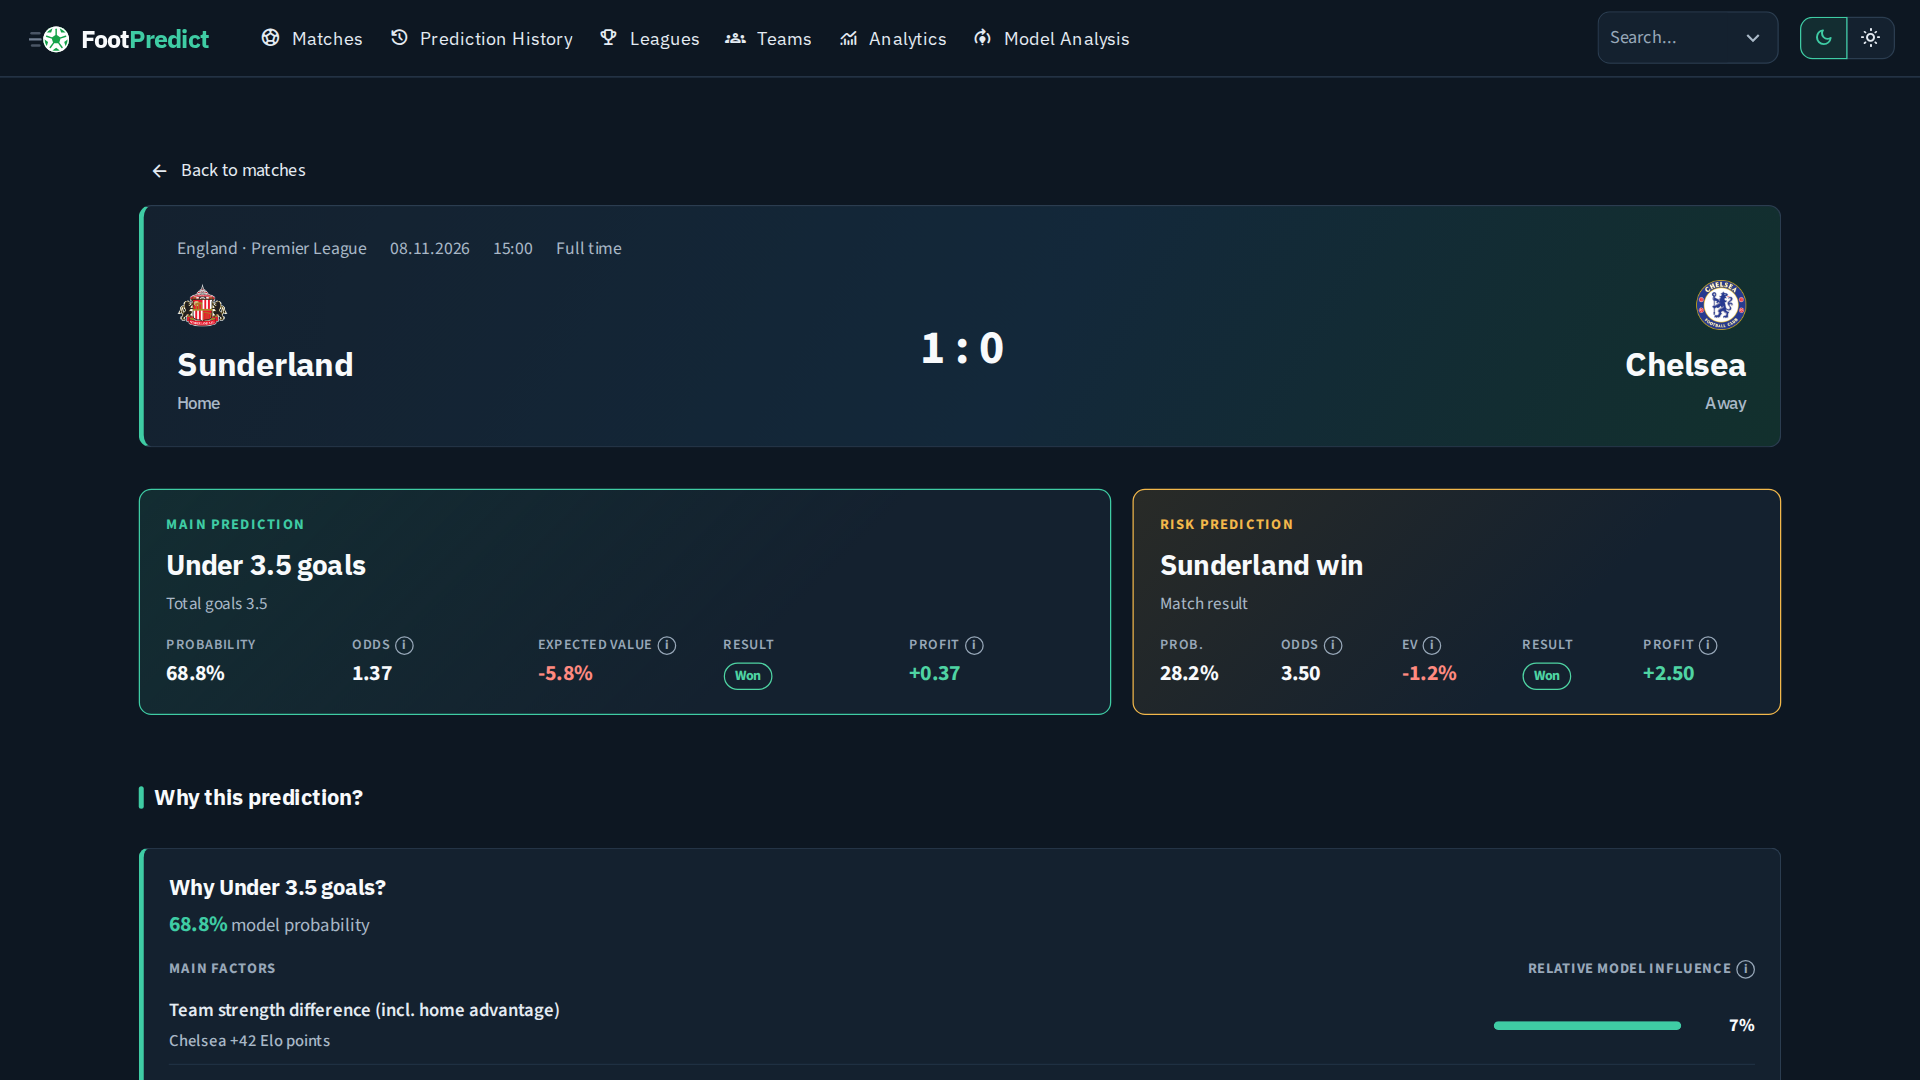 FootPredict
Matches
Prediction History
Leagues
Teams
Analytics
Model Analysis
Search...
Back to matches
England · Premier League 08.11.2026 15:00 Full time
Sunderland
Home
1 : 0
Chelsea
Away
MAIN PREDICTION
Under 3.5 goals
Total goals 3.5
PROBABILITY ODDS EXPECTED VALUE RESULT PROFIT
68.8% 1.37 -5.8% Won +0.37
RISK PREDICTION
Sunderland win
Match result
PROB. ODDS EV RESULT PROFIT
28.2% 3.50 -1.2% Won +2.50
Why this prediction?
Why Under 3.5 goals?
68.8% model probability
MAIN FACTORS RELATIVE MODEL INFLUENCE
Team strength difference (incl. home advantage)
Chelsea +42 Elo points
7%